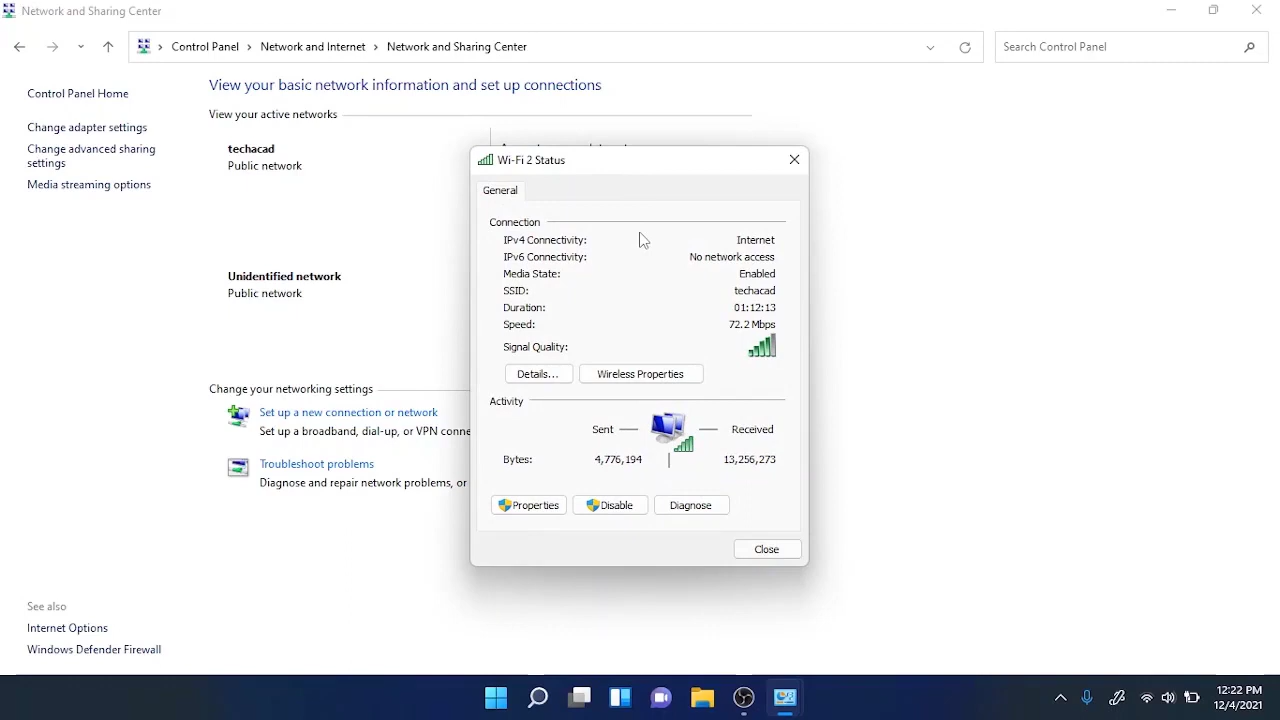 Network and Sharing Center
Control Panel > Network and Internet > Network and Sharing Center
Search Control Panel
Control Panel Home
Change adapter settings
Change advanced sharing
settings
Media streaming options
See also
Internet Options
Windows Defender Firewall
View your basic network information and set up connections
View your active networks
techacad
Public network
Unidentified network
Public network
Change your networking settings
Set up a new connection or network
Set up a broadband, dial-up, or VPN conne
Troubleshoot problems
Diagnose and repair network problems, or
Wi-Fi 2 Status
General
Connection
IPv4 Connectivity: Internet
IPv6 Connectivity: No network access
Media State: Enabled
SSID: techacad
Duration: 01:12:13
Speed: 72.2 Mbps
Signal Quality:
Details... Wireless Properties
Activity
Sent — — Received
Bytes: 4,776,194 | 13,256,273
Properties Disable Diagnose
Close
12:22 PM
12/4/2021